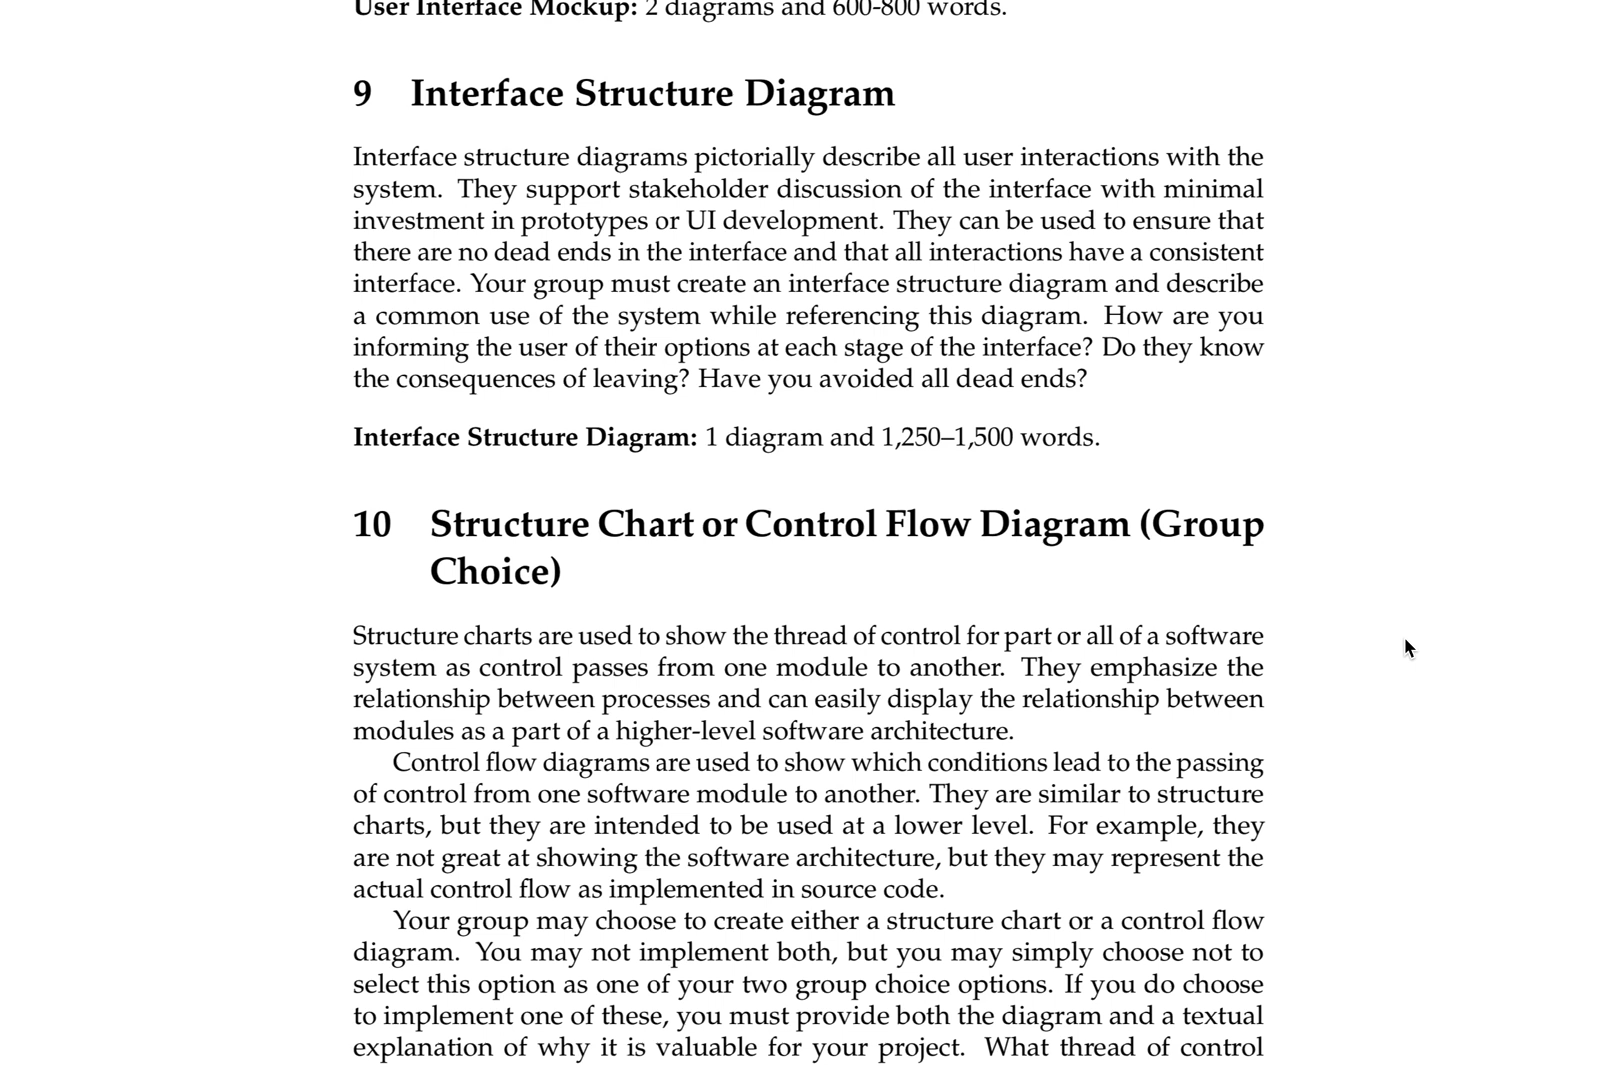 User Interface Mockup: 2 diagrams and 600-800 words.
9 Interface Structure Diagram
Interface structure diagrams pictorially describe all user interactions with the
system. They support stakeholder discussion of the interface with minimal
investment in prototypes or UI development. They can be used to ensure that
there are no dead ends in the interface and that all interactions have a consistent
interface. Your group must create an interface structure diagram and describe
a common use of the system while referencing this diagram. How are you
informing the user of their options at each stage of the interface? Do they know
the consequences of leaving? Have you avoided all dead ends?
Interface Structure Diagram: 1 diagram and 1,250–1,500 words.
10 Structure Chart or Control Flow Diagram (Group
Choice)
Structure charts are used to show the thread of control for part or all of a software
system as control passes from one module to another. They emphasize the
relationship between processes and can easily display the relationship between
modules as a part of a higher-level software architecture.
Control flow diagrams are used to show which conditions lead to the passing
of control from one software module to another. They are similar to structure
charts, but they are intended to be used at a lower level. For example, they
are not great at showing the software architecture, but they may represent the
actual control flow as implemented in source code.
Your group may choose to create either a structure chart or a control flow
diagram. You may not implement both, but you may simply choose not to
select this option as one of your two group choice options. If you do choose
to implement one of these, you must provide both the diagram and a textual
explanation of why it is valuable for your project. What thread of control